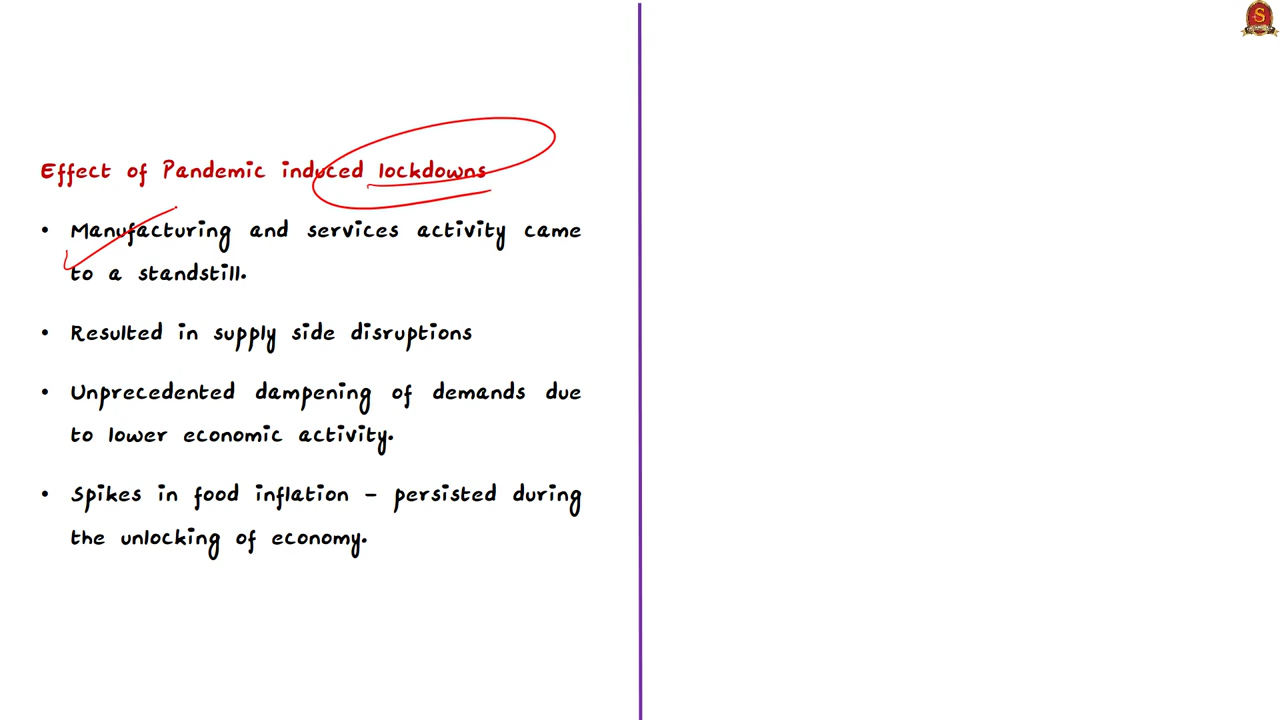 Effect of Pandemic induced lockdowns
• Manufacturing and services activity came
to a standstill.
• Resulted in supply side disruptions
• Unprecedented dampening of demands due
to lower economic activity.
• Spikes in food inflation – persisted during
the unlocking of economy.
S